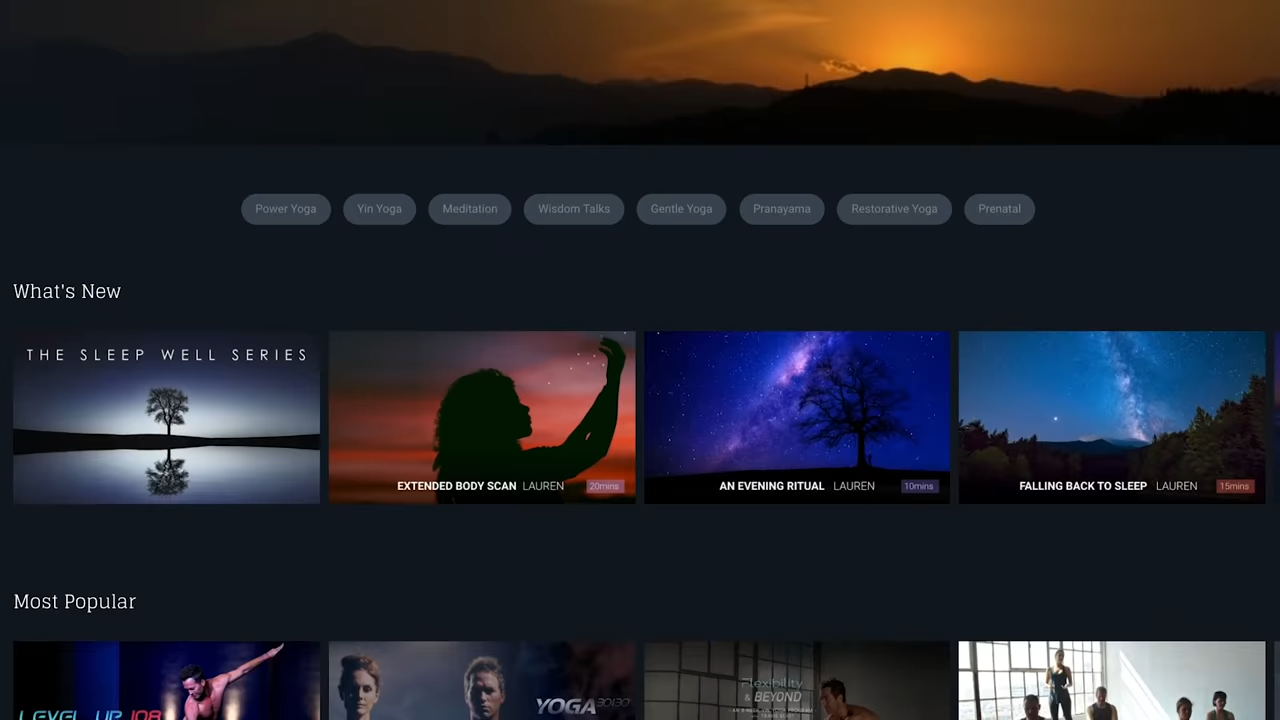 Power Yoga
Yin Yoga
Meditation
Wisdom Talks
Gentle Yoga
Pranayama
Restorative Yoga
Prenatal
What's New
THE SLEEP WELL SERIES
EXTENDED BODY SCAN LAUREN 20mins
AN EVENING RITUAL LAUREN 10mins
FALLING BACK TO SLEEP LAUREN 15mins
Most Popular
LEVEL UP 108
YOGA 30|30
Flexibility
& BEYOND